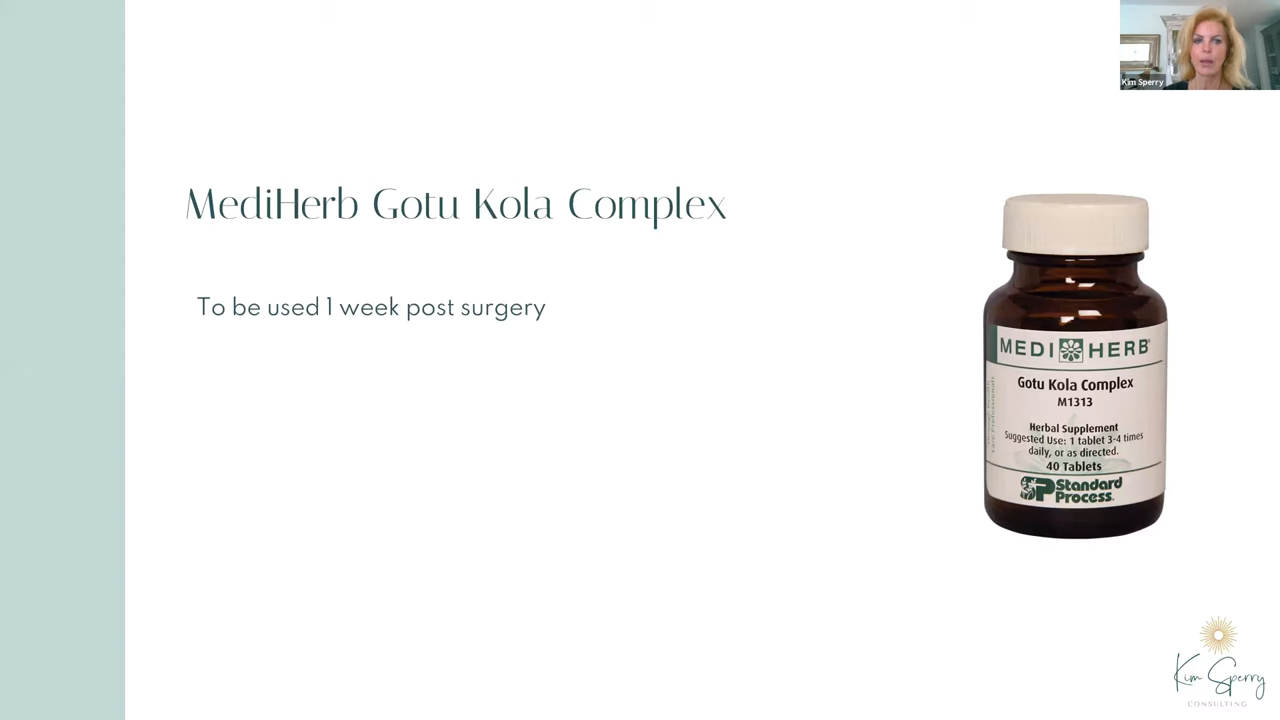 Kim Sperry
MediHerb Gotu Kola Complex
To be used 1 week post surgery
MEDI HERB®
Gotu Kola Complex
M1313
Herbal Supplement
Suggested Use: 1 tablet 3-4 times
daily, or as directed.
40 Tablets
SP Standard
Process®
Kim Sperry
CONSULTING